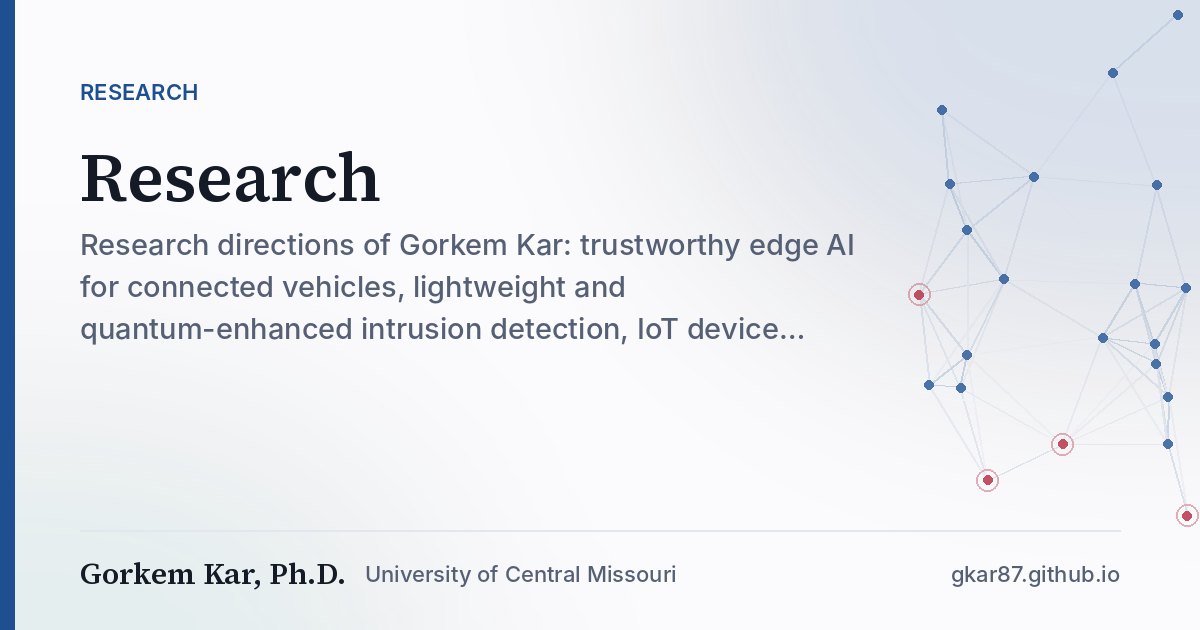 RESEARCH
Research
Research directions of Gorkem Kar: trustworthy edge AI
for connected vehicles, lightweight and
quantum-enhanced intrusion detection, IoT device...
Gorkem Kar, Ph.D. University of Central Missouri gkar87.github.io